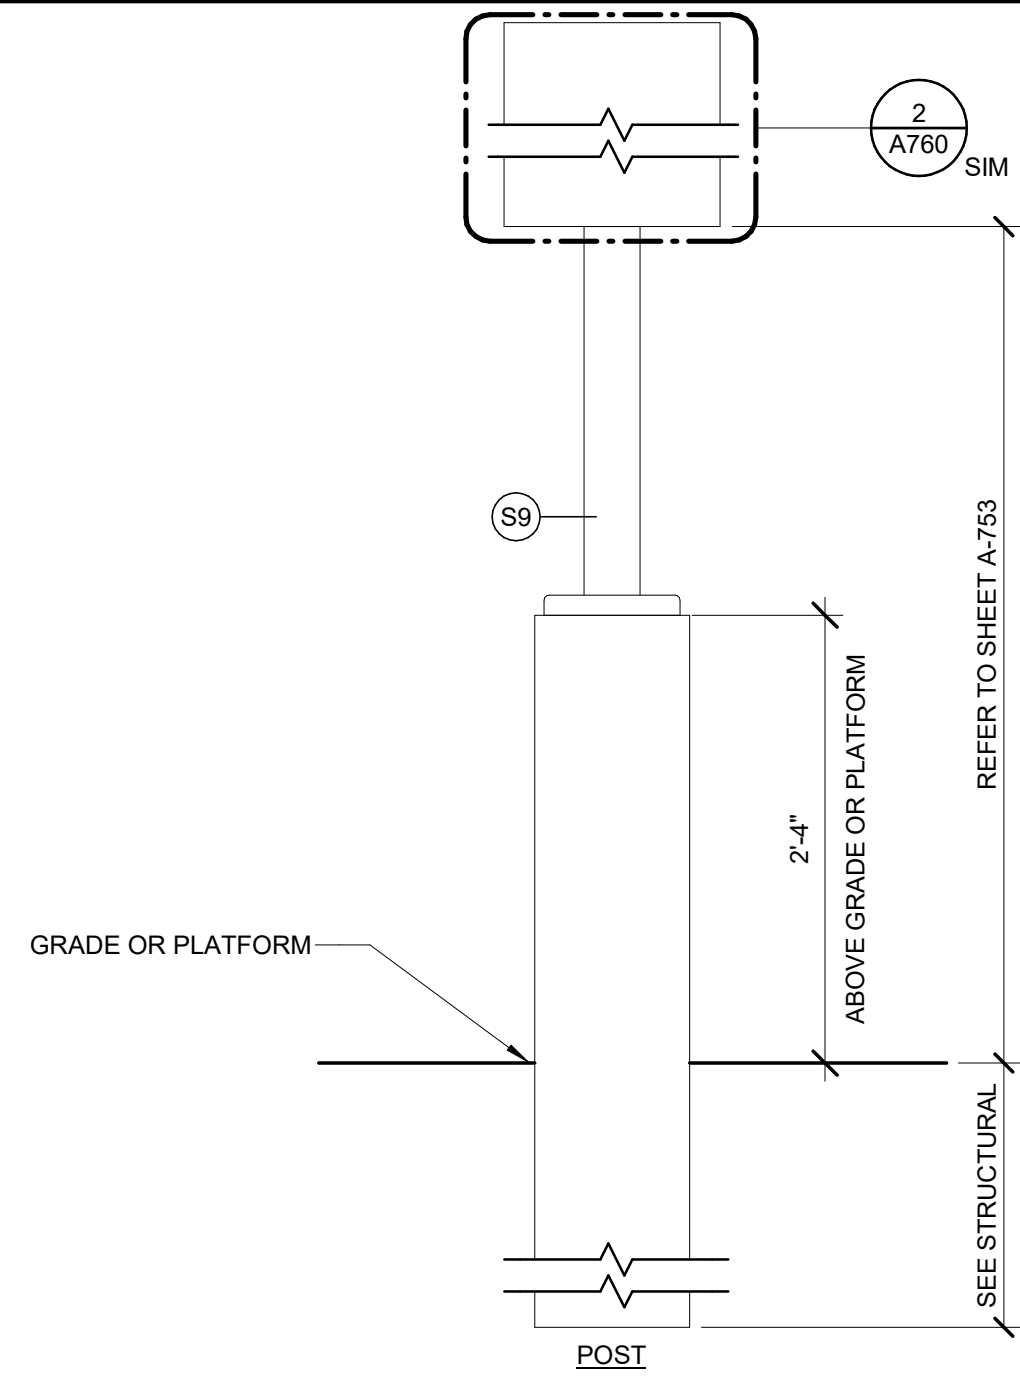 2
A760
SIM
S9
REFER TO SHEET A-753
2'-4"
ABOVE GRADE OR PLATFORM
GRADE OR PLATFORM
SEE STRUCTURAL
POST